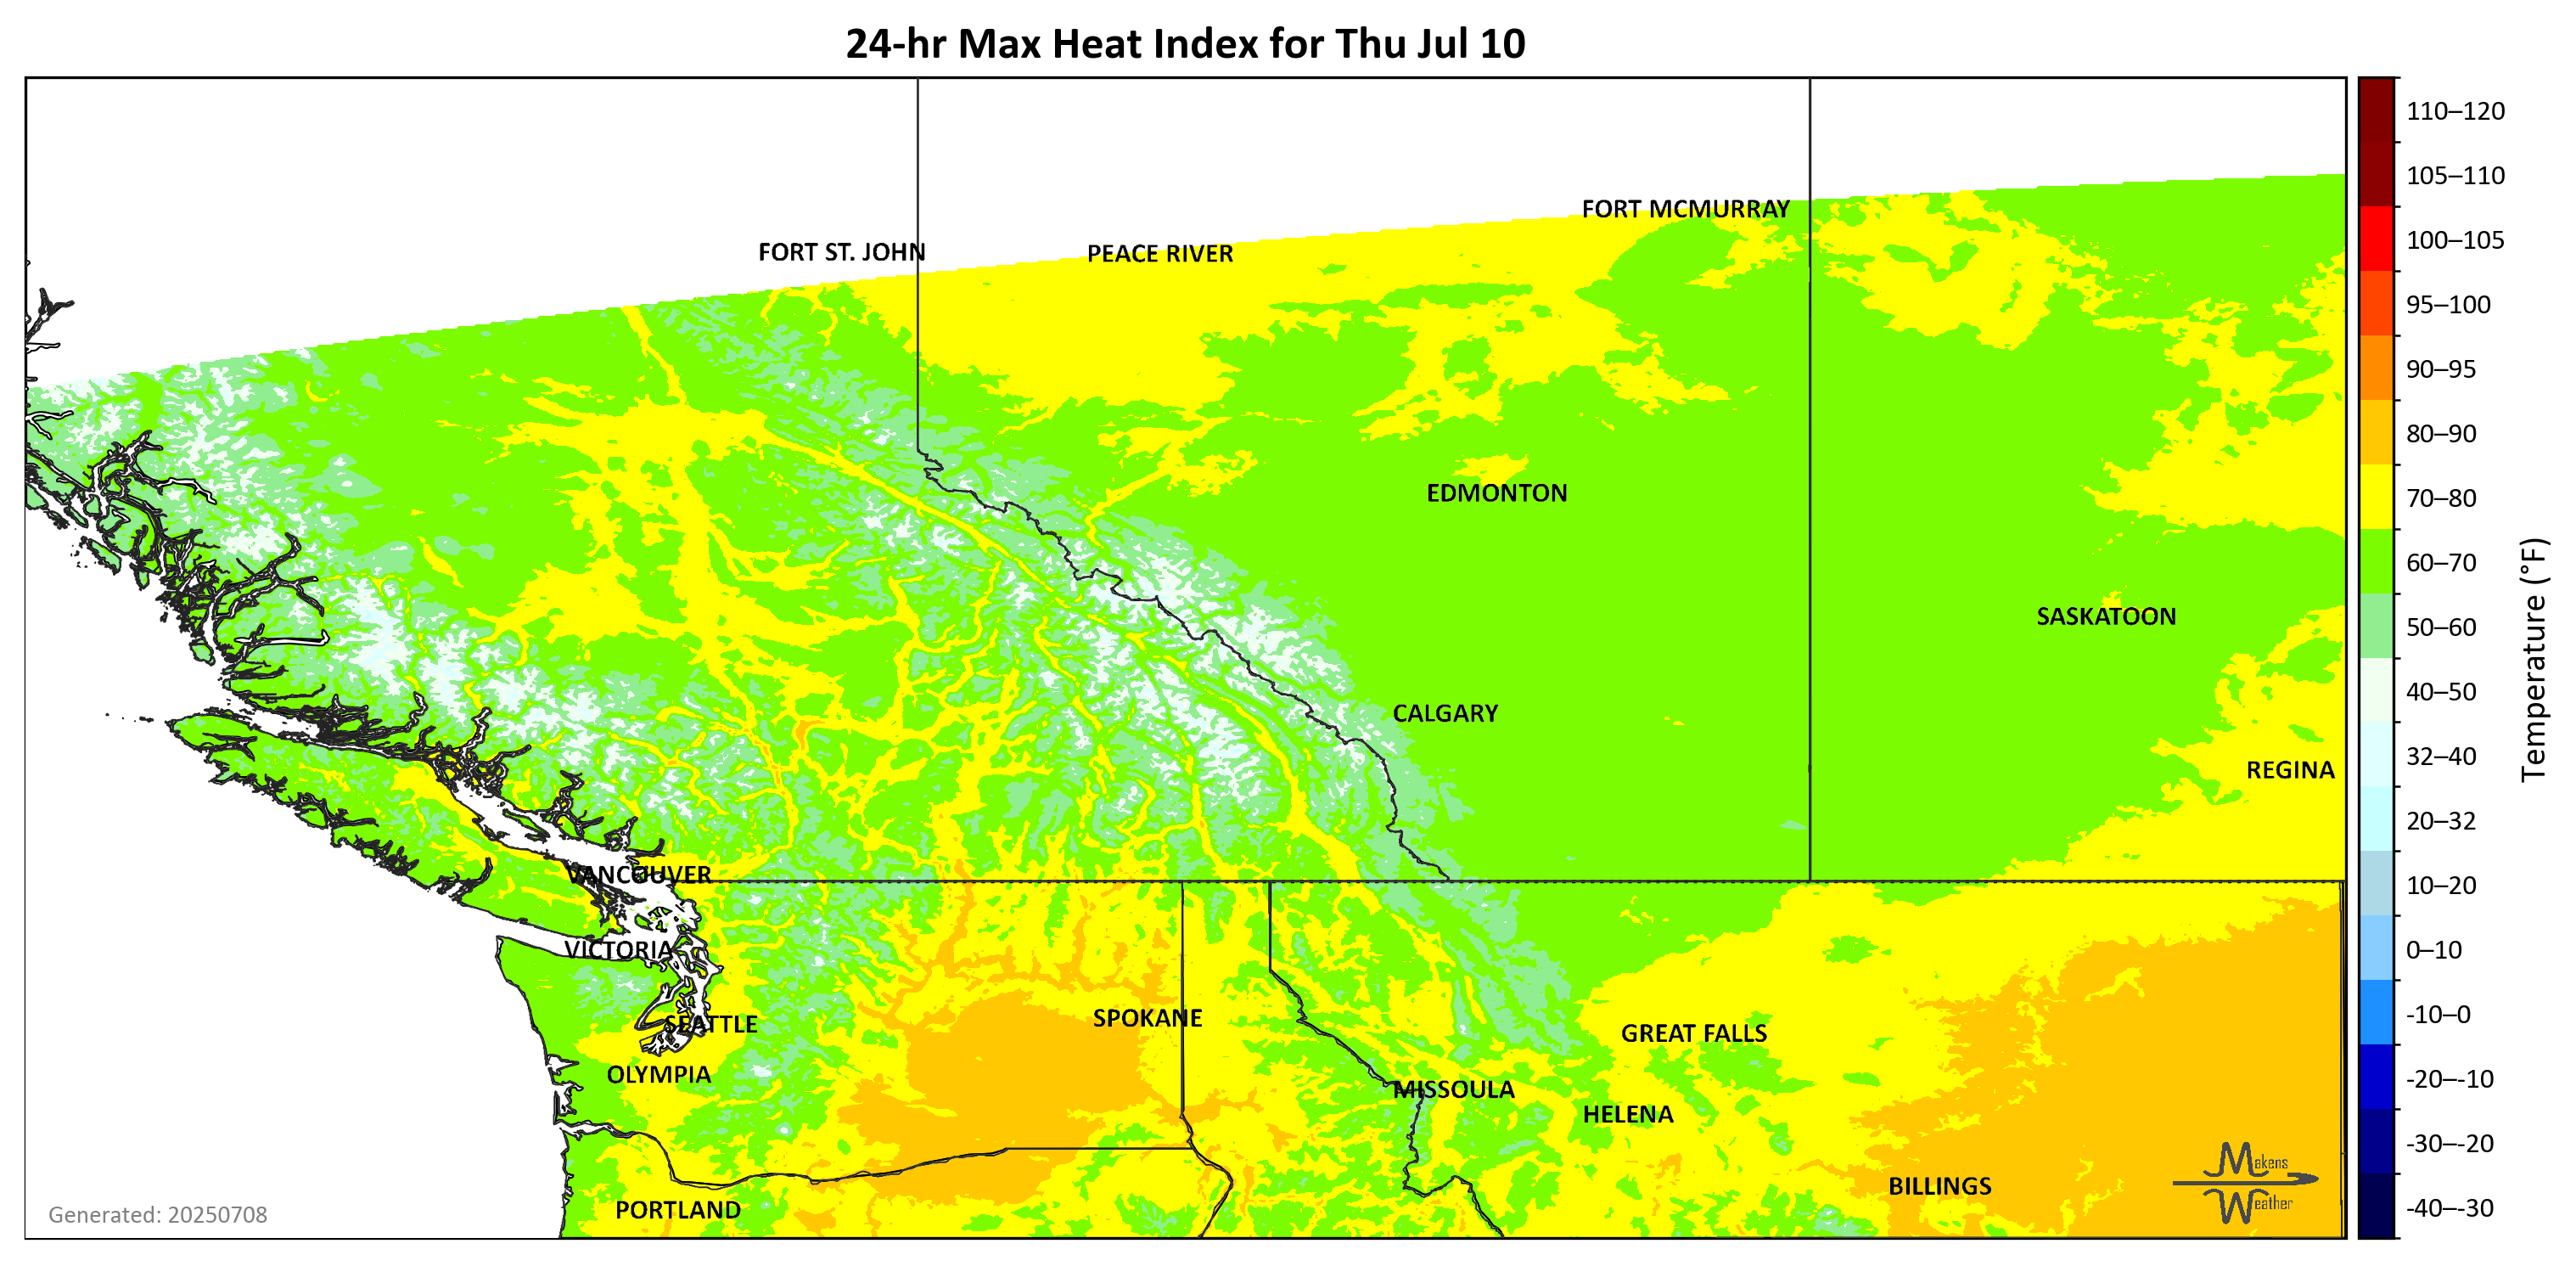 24-hr Max Heat Index for Thu Jul 10
FORT MCMURRAY
FORT ST. JOHN
PEACE RIVER
EDMONTON
SASKATOON
CALGARY
REGINA
VANCOUVER
VICTORIA
SEATTLE
SPOKANE
GREAT FALLS
OLYMPIA
MISSOULA
HELENA
BILLINGS
PORTLAND
Makens
Weather
Generated: 20250708
110–120
105–110
100–105
95–100
90–95
80–90
70–80
60–70
50–60
40–50
32–40
20–32
10–20
0–10
-10–0
-20–-10
-30–-20
-40–-30
Temperature (°F)